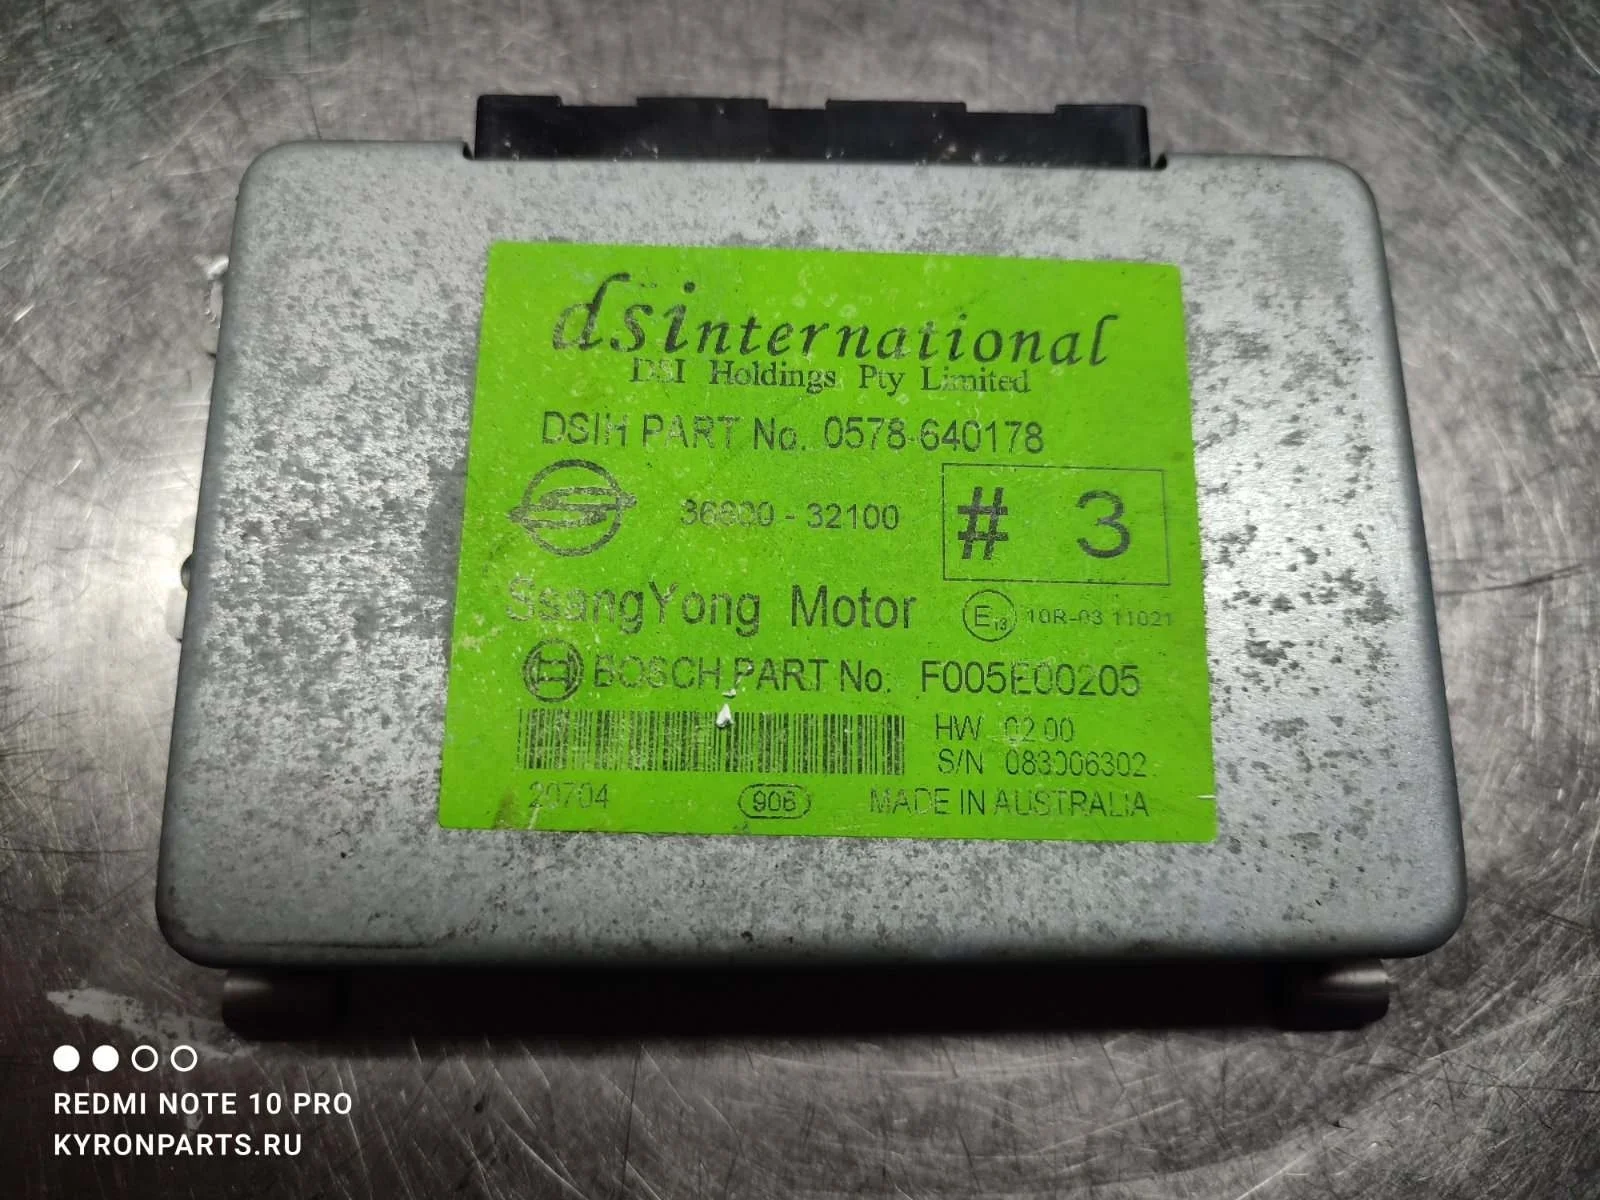 dsinternational
DSI Holdings Pty Limited
DSIH PART No. 0578-640178
- 32100
# 3
SsangYong Motor
E13 10R-03 11021
BOSCH PART No. F005E00205
HW 02.00
S/N 083006302
20704
906
MADE IN AUSTRALIA
REDMI NOTE 10 PRO
KYRONPARTS.RU